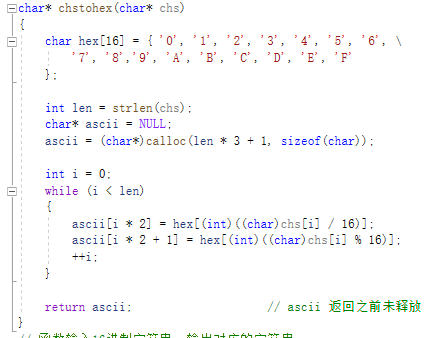 char* chstohex(char* chs)
{
char hex[16] = { '0', '1', '2', '3', '4', '5', '6', \
'7', '8','9', 'A', 'B', 'C', 'D', 'E', 'F'
};
int len = strlen(chs);
char* ascii = NULL;
ascii = (char*)calloc(len * 3 + 1, sizeof(char));
int i = 0;
while (i < len)
{
ascii[i * 2] = hex[(int)((char)chs[i] / 16)];
ascii[i * 2 + 1] = hex[(int)((char)chs[i] % 16)];
++i;
}
return ascii; // ascii 返回之前未释放
}